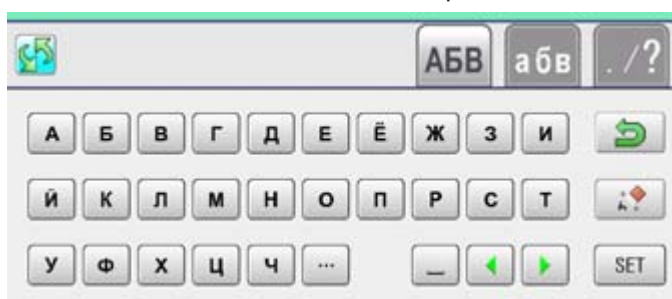 АБВ абв ./?
А Б В Г Д Е Ё Ж З И
Й К Л М Н О П Р С Т
У Ф Х Ц Ч ... _ SET